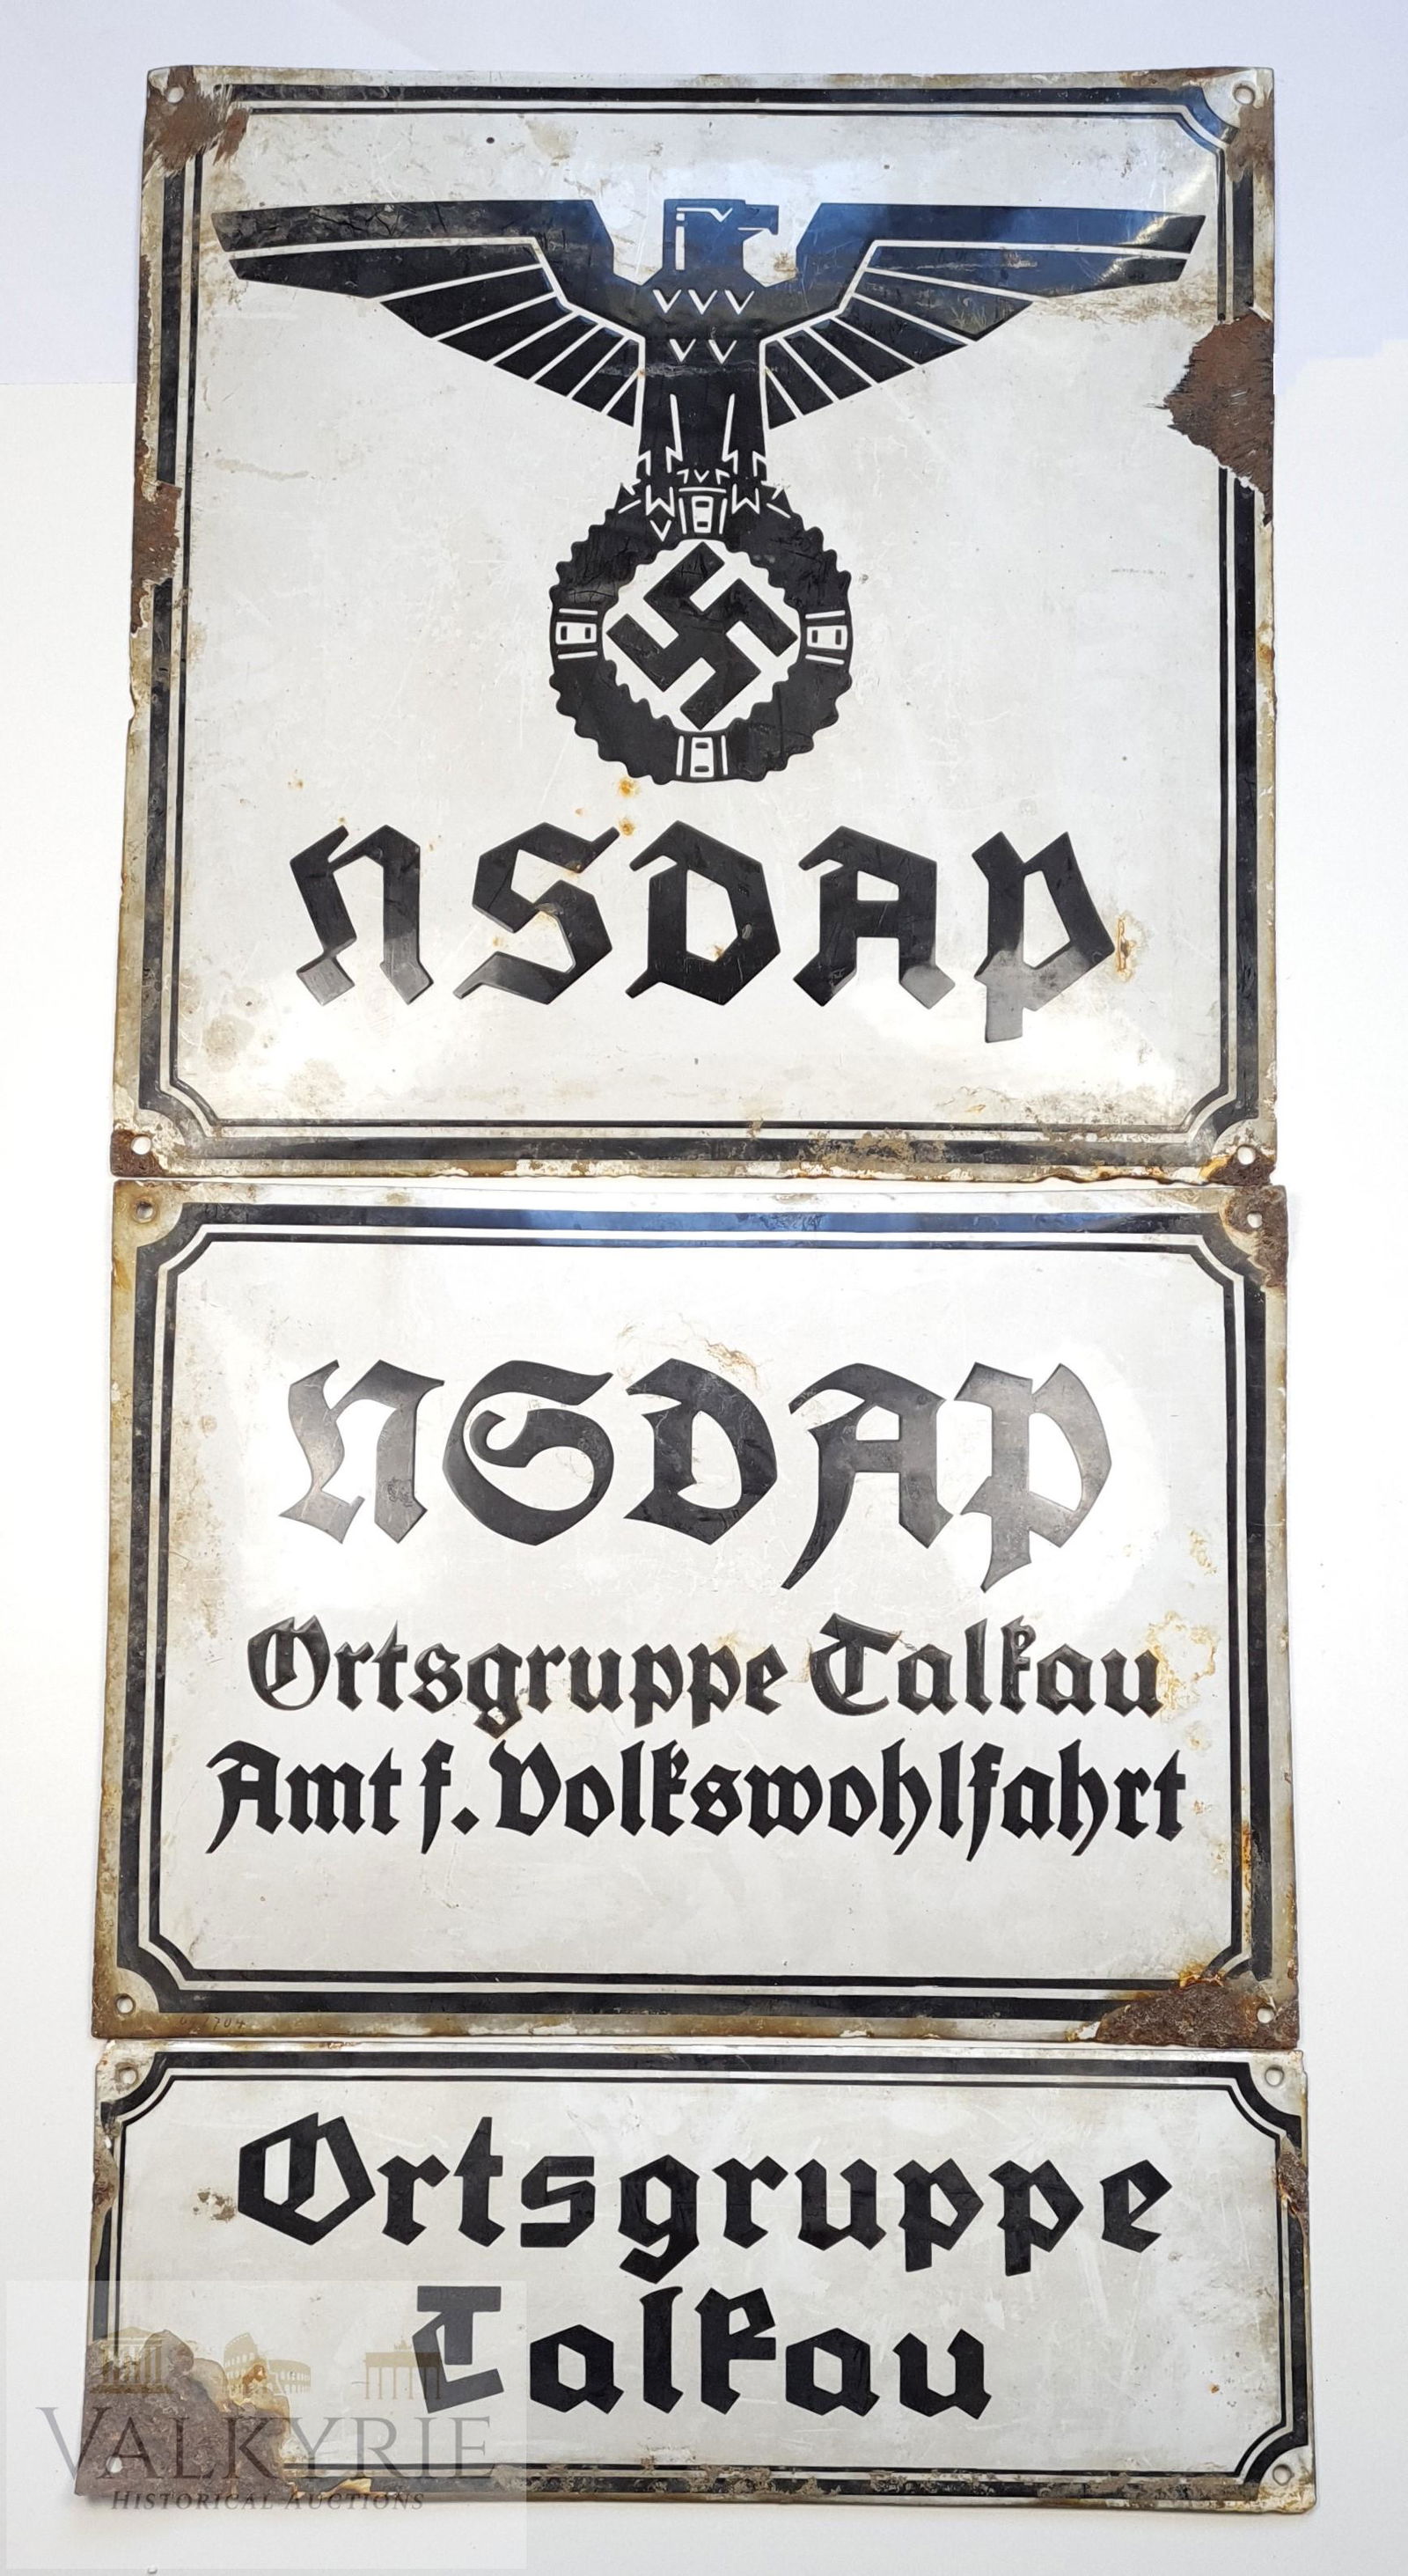 NSDAP
NSDAP
Ortsgruppe Talkau
Amt f. Volkswohlfahrt
Ortsgruppe
Talkau
VALKYRIE
HISTORICAL AUCTIONS